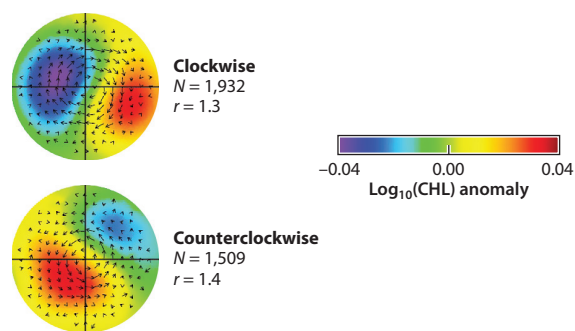 Clockwise
N = 1,932
r = 1.3
−0.04 0.00 0.04
Log₁₀(CHL) anomaly
Counterclockwise
N = 1,509
r = 1.4